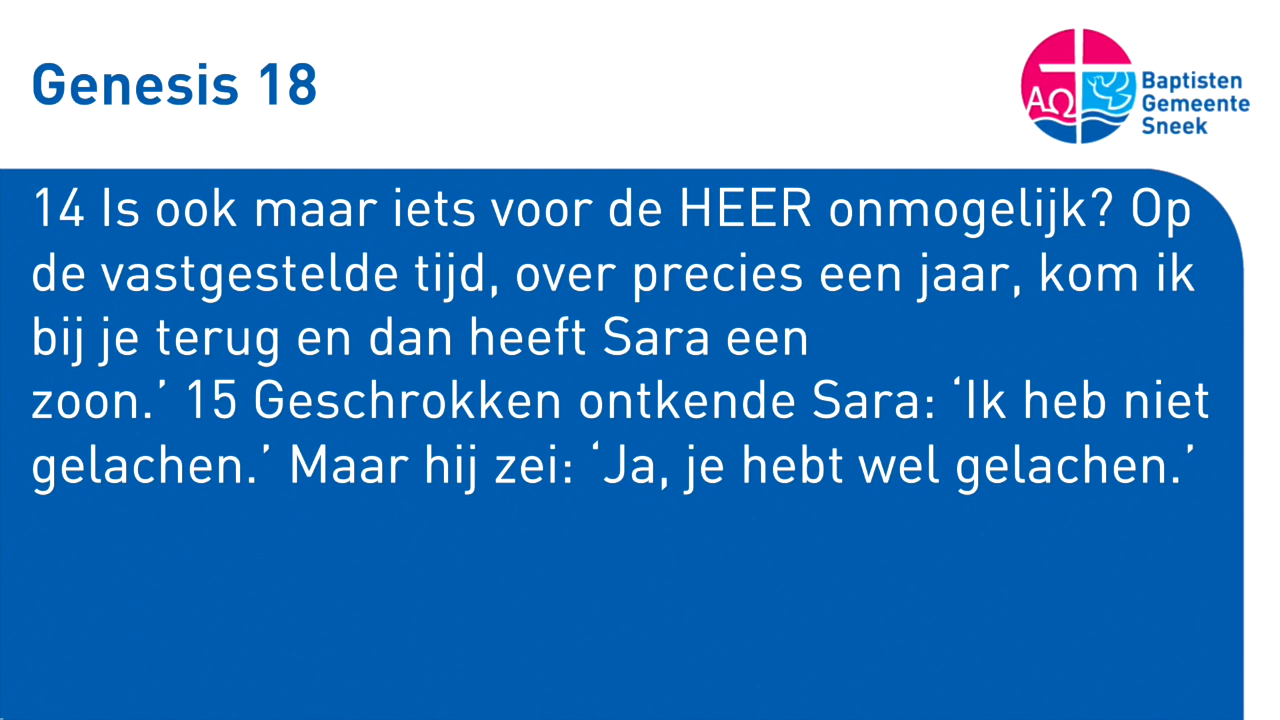 Genesis 18
AΩ
Baptisten
Gemeente
Sneek
14 Is ook maar iets voor de HEER onmogelijk? Op
de vastgestelde tijd, over precies een jaar, kom ik
bij je terug en dan heeft Sara een
zoon.’ 15 Geschrokken ontkende Sara: ‘Ik heb niet
gelachen.’ Maar hij zei: ‘Ja, je hebt wel gelachen.’